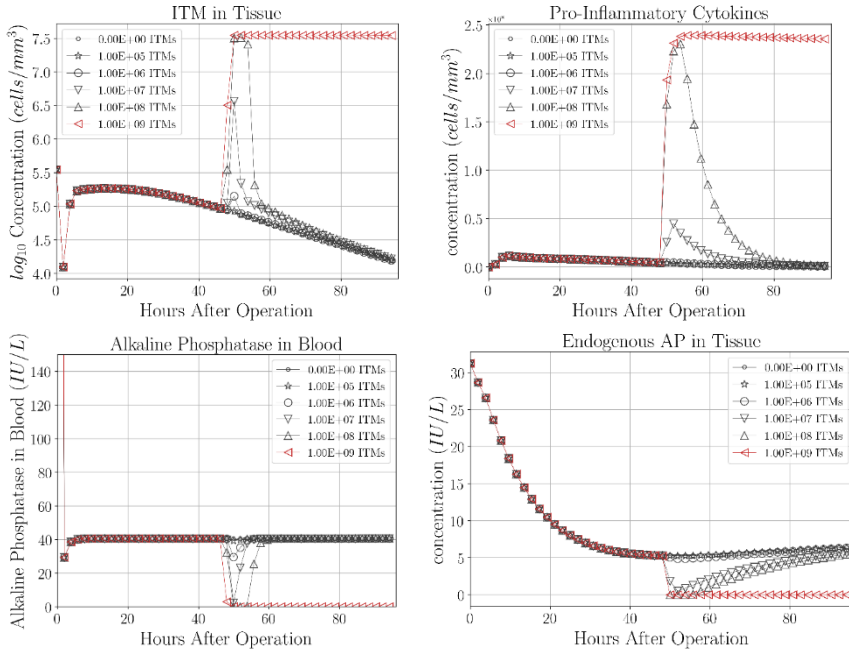 ITM in Tissue
log10 Concentration (cells/mm³)
7.5
7.0
6.5
6.0
5.5
5.0
4.5
4.0
0.00E+00 ITMs
1.00E+05 ITMs
1.00E+06 ITMs
1.00E+07 ITMs
1.00E+08 ITMs
1.00E+09 ITMs
0 20 40 60 80
Hours After Operation
Pro-Inflammatory Cytokines
concentration (cells/mm³)
2.5
2.0
1.5
1.0
0.5
0.0
0.00E+00 ITMs
1.00E+05 ITMs
1.00E+06 ITMs
1.00E+07 ITMs
1.00E+08 ITMs
1.00E+09 ITMs
0 20 40 60 80
Hours After Operation
Alkaline Phosphatase in Blood
Alkaline Phosphatase in Blood (IU/L)
140
120
100
80
60
40
20
0
0.00E+00 ITMs
1.00E+05 ITMs
1.00E+06 ITMs
1.00E+07 ITMs
1.00E+08 ITMs
1.00E+09 ITMs
0 20 40 60 80
Hours After Operation
Endogenous AP in Tissue
concentration (IU/L)
30
25
20
15
10
5
0
0.00E+00 ITMs
1.00E+05 ITMs
1.00E+06 ITMs
1.00E+07 ITMs
1.00E+08 ITMs
1.00E+09 ITMs
0 20 40 60 80
Hours After Operation